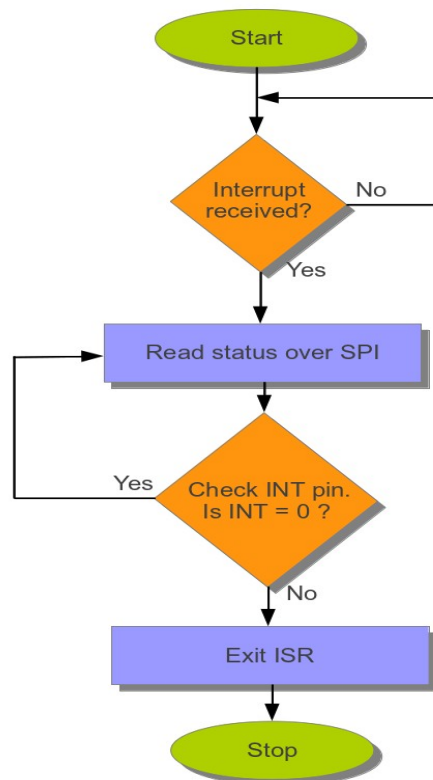 Start
Interrupt
received?
No
Yes
Read status over SPI
Yes
Check INT pin.
Is INT = 0 ?
No
Exit ISR
Stop